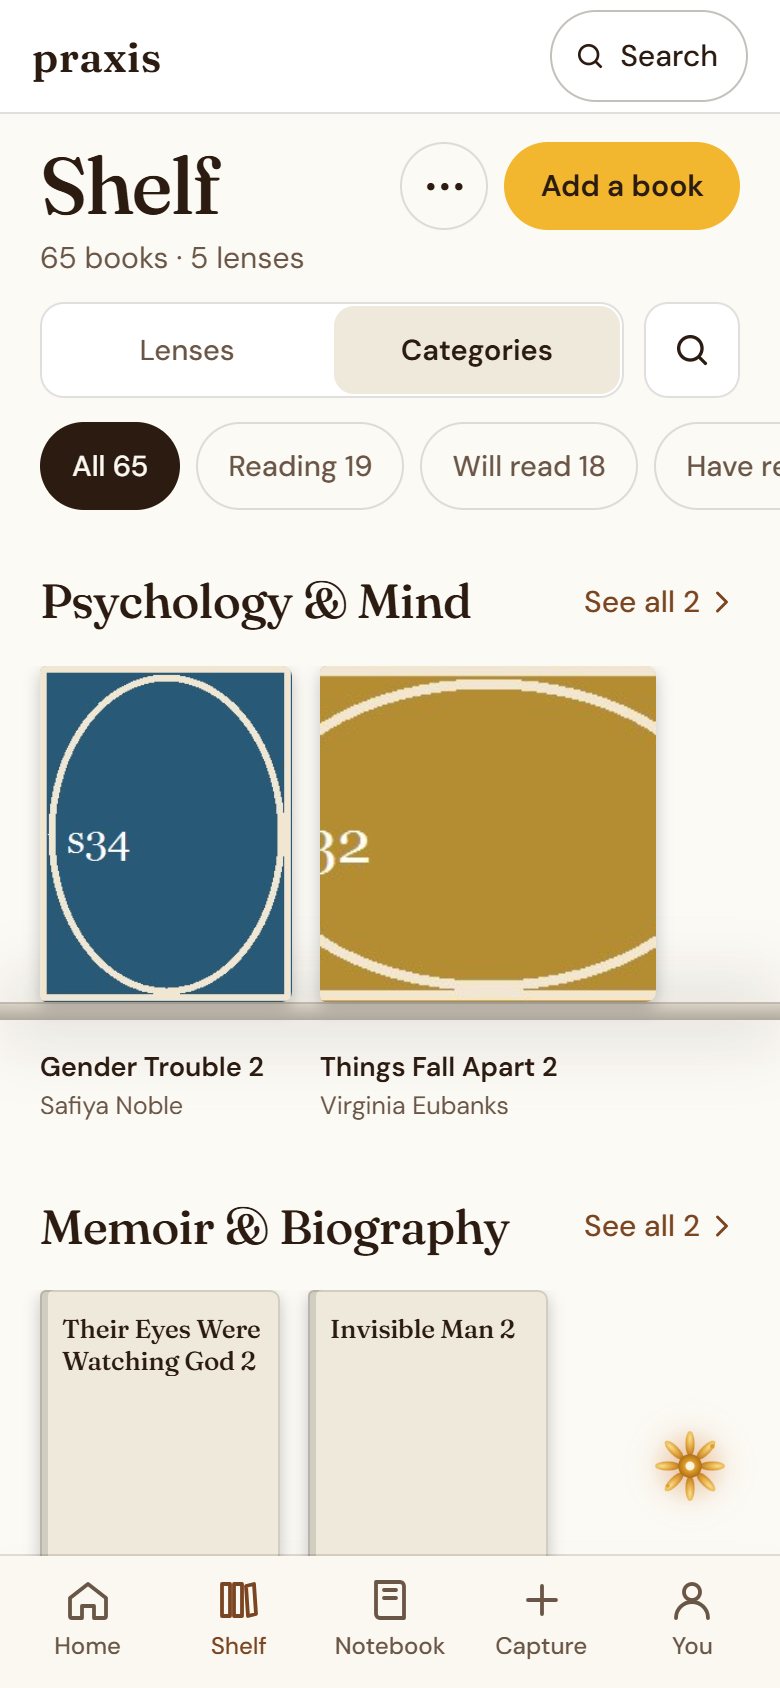 praxis
Search
Shelf
Add a book
65 books · 5 lenses
Lenses
Categories
All 65
Reading 19
Will read 18
Have re
Psychology & Mind
See all 2
s34
32
Gender Trouble 2
Things Fall Apart 2
Safiya Noble
Virginia Eubanks
Memoir & Biography
See all 2
Their Eyes Were
Watching God 2
Invisible Man 2
Home
Shelf
Notebook
Capture
You